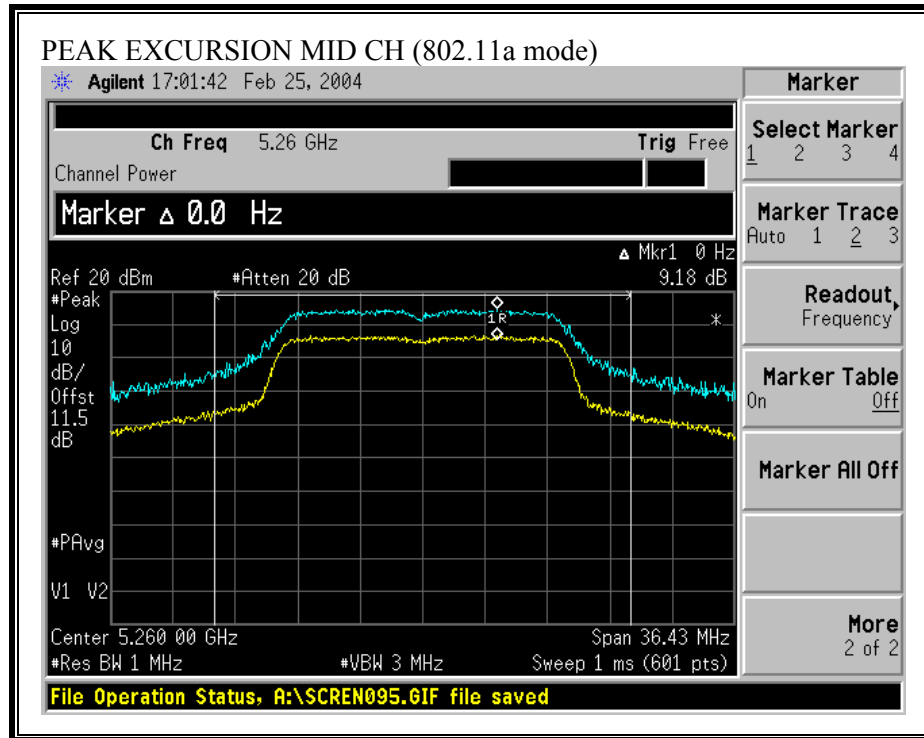 PEAK EXCURSION MID CH (802.11a mode)
Agilent 17:01:42 Feb 25, 2004
Ch Freq 5.26 GHz Trig Free
Channel Power
Marker Δ 0.0 Hz
Δ Mkr1 0 Hz
Ref 20 dBm #Atten 20 dB 9.18 dB
#Peak
Log
10
dB/
Offst
11.5
dB
1R
*
#PAvg
V1 V2
Center 5.260 00 GHz Span 36.43 MHz
#Res BW 1 MHz #VBW 3 MHz Sweep 1 ms (601 pts)
File Operation Status, A:\SCREN095.GIF file saved
Marker
Select Marker
1 2 3 4
Marker Trace
Auto 1 2 3
Readout
Frequency
Marker Table
On Off
Marker All Off
More
2 of 2